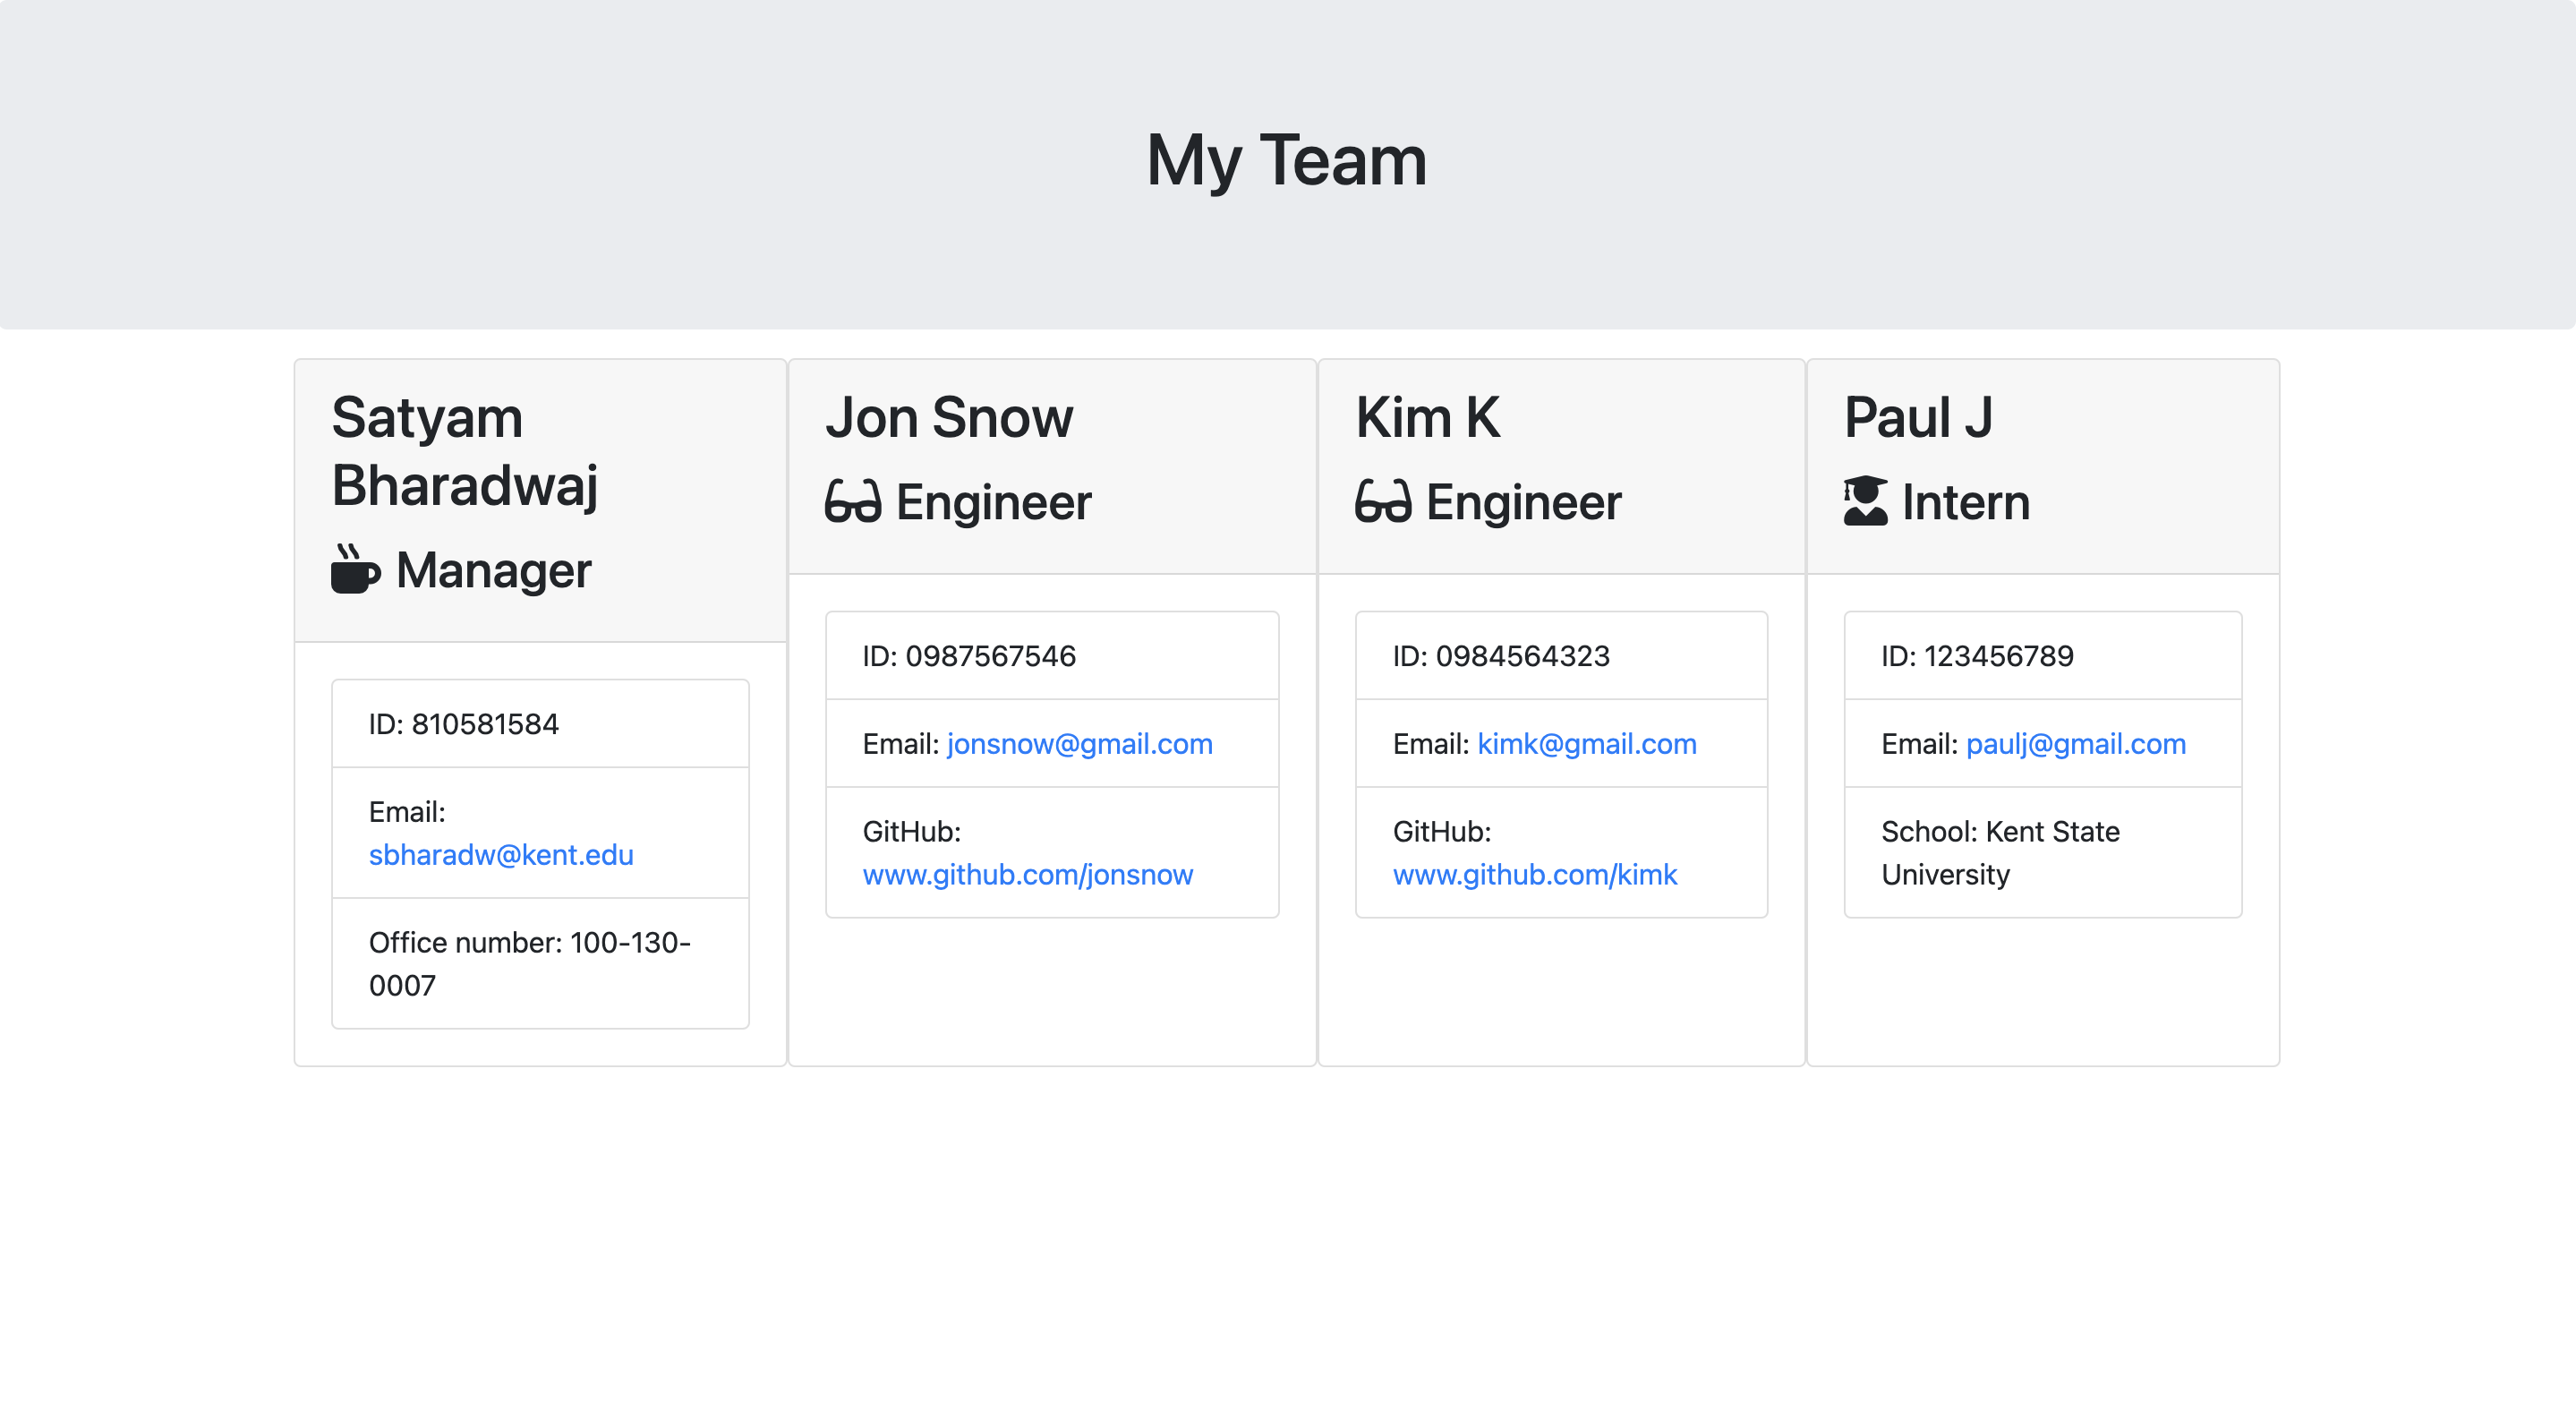 My Team
Satyam
Bharadwaj
Manager
ID: 810581584
Email:
sbharadw@kent.edu
Office number: 100-130-
0007
Jon Snow
Engineer
ID: 0987567546
Email: jonsnow@gmail.com
GitHub:
www.github.com/jonsnow
Kim K
Engineer
ID: 0984564323
Email: kimk@gmail.com
GitHub:
www.github.com/kimk
Paul J
Intern
ID: 123456789
Email: paulj@gmail.com
School: Kent State
University